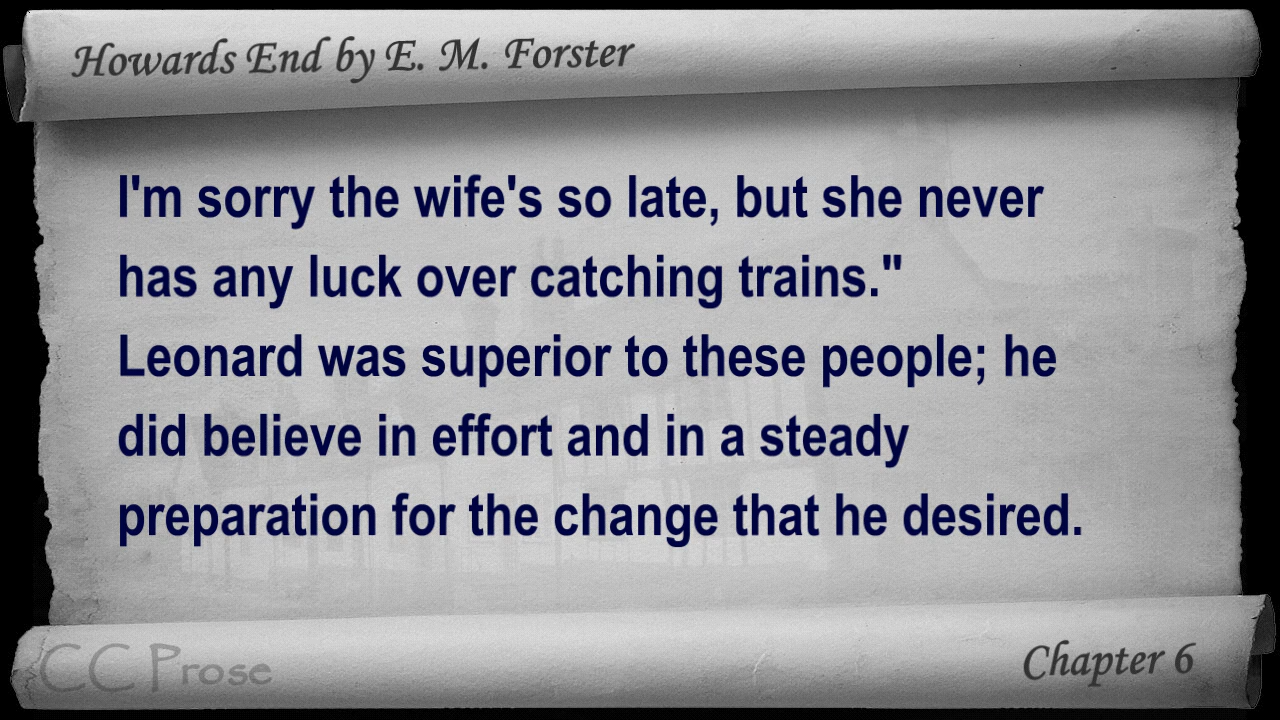 Howards End by E. M. Forster
I'm sorry the wife's so late, but she never
has any luck over catching trains."
Leonard was superior to these people; he
did believe in effort and in a steady
preparation for the change that he desired.
CC Prose
Chapter 6